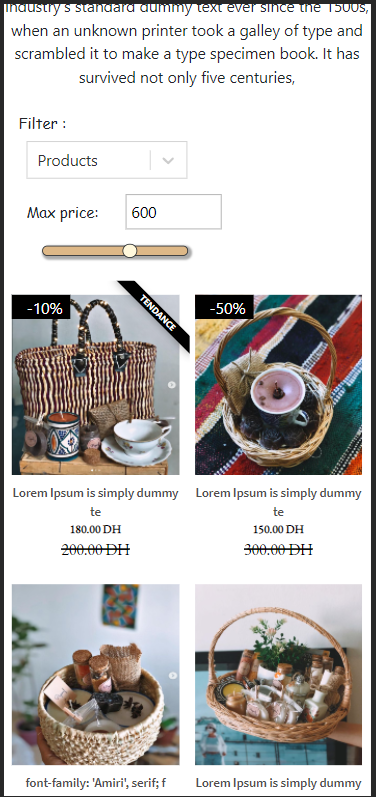 industry's standard dummy text ever since the 1500s,
when an unknown printer took a galley of type and
scrambled it to make a type specimen book. It has
survived not only five centuries,
Filter :
Products
Max price:
600
-10%
TENDANCE
-50%
Lorem Ipsum is simply dummy
te
180.00 DH
200.00 DH
Lorem Ipsum is simply dummy
te
150.00 DH
300.00 DH
font-family: 'Amiri', serif; f
Lorem Ipsum is simply dummy